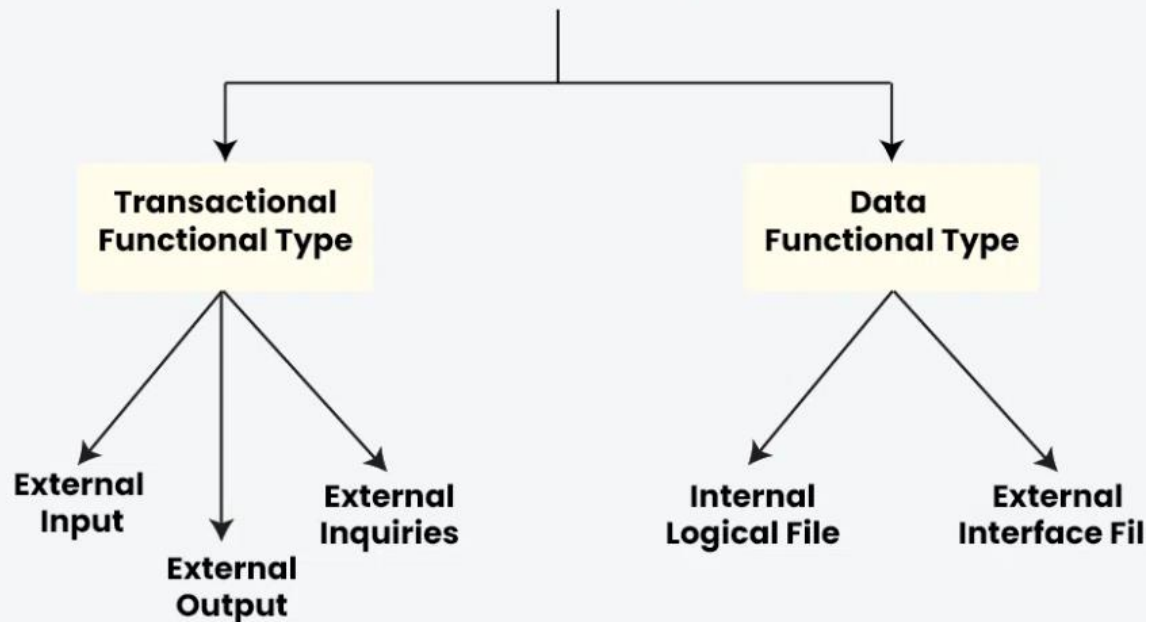 Transactional
Functional Type
Data
Functional Type
External
Input
External
Output
External
Inquiries
Internal
Logical File
External
Interface Fil